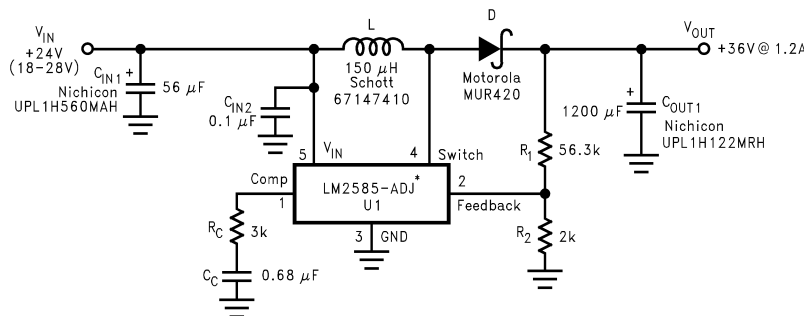 V_IN
+24V
(18-28V)
C_IN1 +
56 µF
Nichicon
UPL1H560MAH
C_IN2
0.1 µF
L
150 µH
Schott
67147410
D
Motorola
MUR420
V_OUT
+36V @ 1.2A
5 V_IN
4 Switch
LM2585-ADJ*
U1
Comp
1
2
Feedback
3 GND
R_C 3k
C_C 0.68 µF
R_1 56.3k
R_2 2k
+
1200 µF C_OUT1
Nichicon
UPL1H122MRH